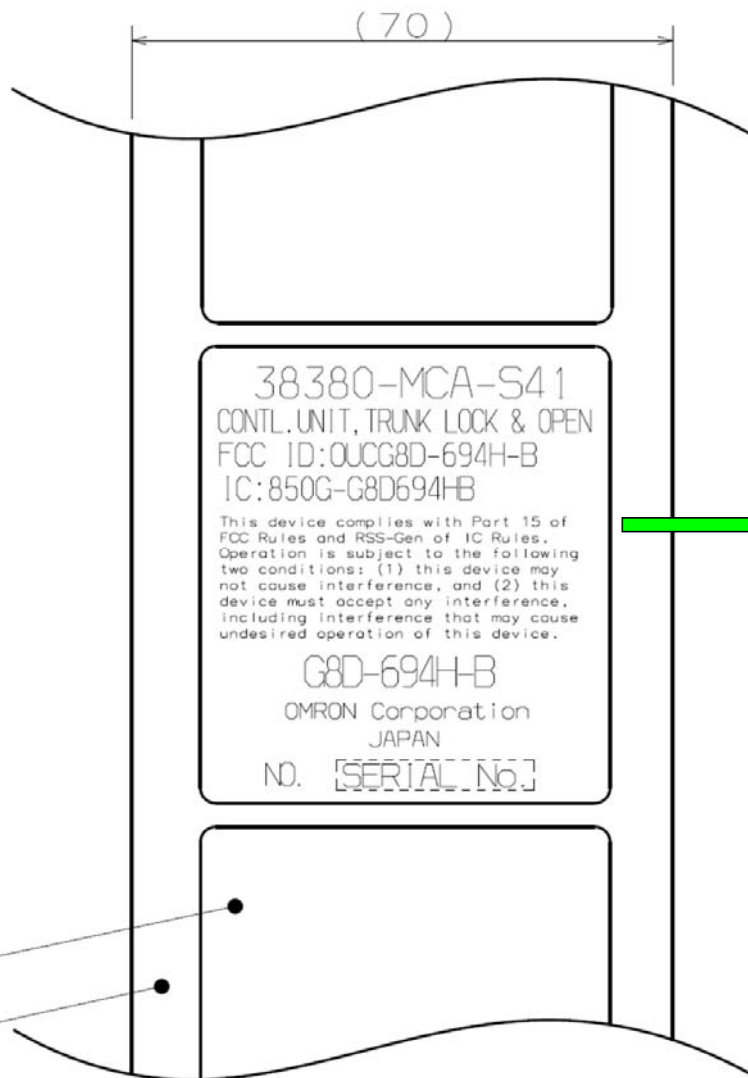 (70)
38380-MCA-S41
CONTL.UNIT,TRUNK LOCK & OPEN
FCC ID:OUCG8D-694H-B
IC:850G-G8D694HB
This device complies with Part 15 of
FCC Rules and RSS-Gen of IC Rules.
Operation is subject to the following
two conditions: (1) this device may
not cause interference, and (2) this
device must accept any interference,
including interference that may cause
undesired operation of this device.
G8D-694H-B
OMRON Corporation
JAPAN
NO. SERIAL No.